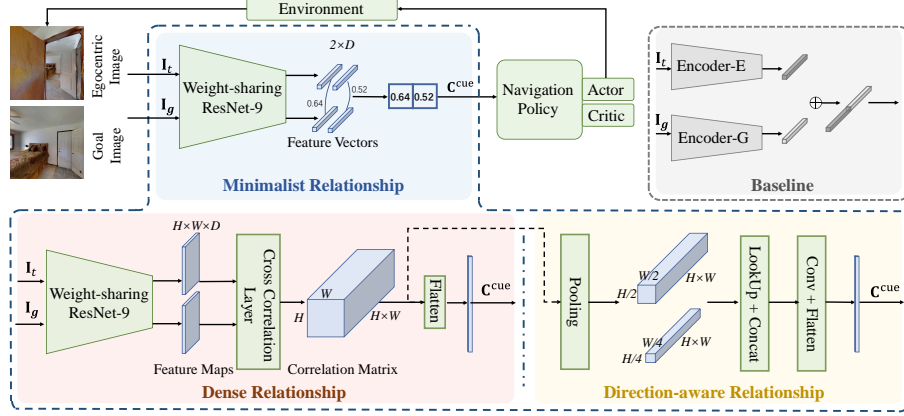 Environment
Egocentric
Image
Goal
Image
I_t
I_g
Weight-sharing
ResNet-9
2 × D
0.64
0.52
Feature Vectors
0.64 0.52
C^cue
Minimalist Relationship
Navigation
Policy
Actor
Critic
I_t
I_g
Encoder-E
Encoder-G
Baseline
I_t
I_g
Weight-sharing
ResNet-9
H×W×D
Feature Maps
Cross Correlation
Layer
W
H
H×W
Correlation Matrix
Flatten
C^cue
Dense Relationship
Pooling
W/2
H/2
H×W
W/4
H/4
H×W
LookUp + Concat
Conv + Flatten
C^cue
Direction-aware Relationship